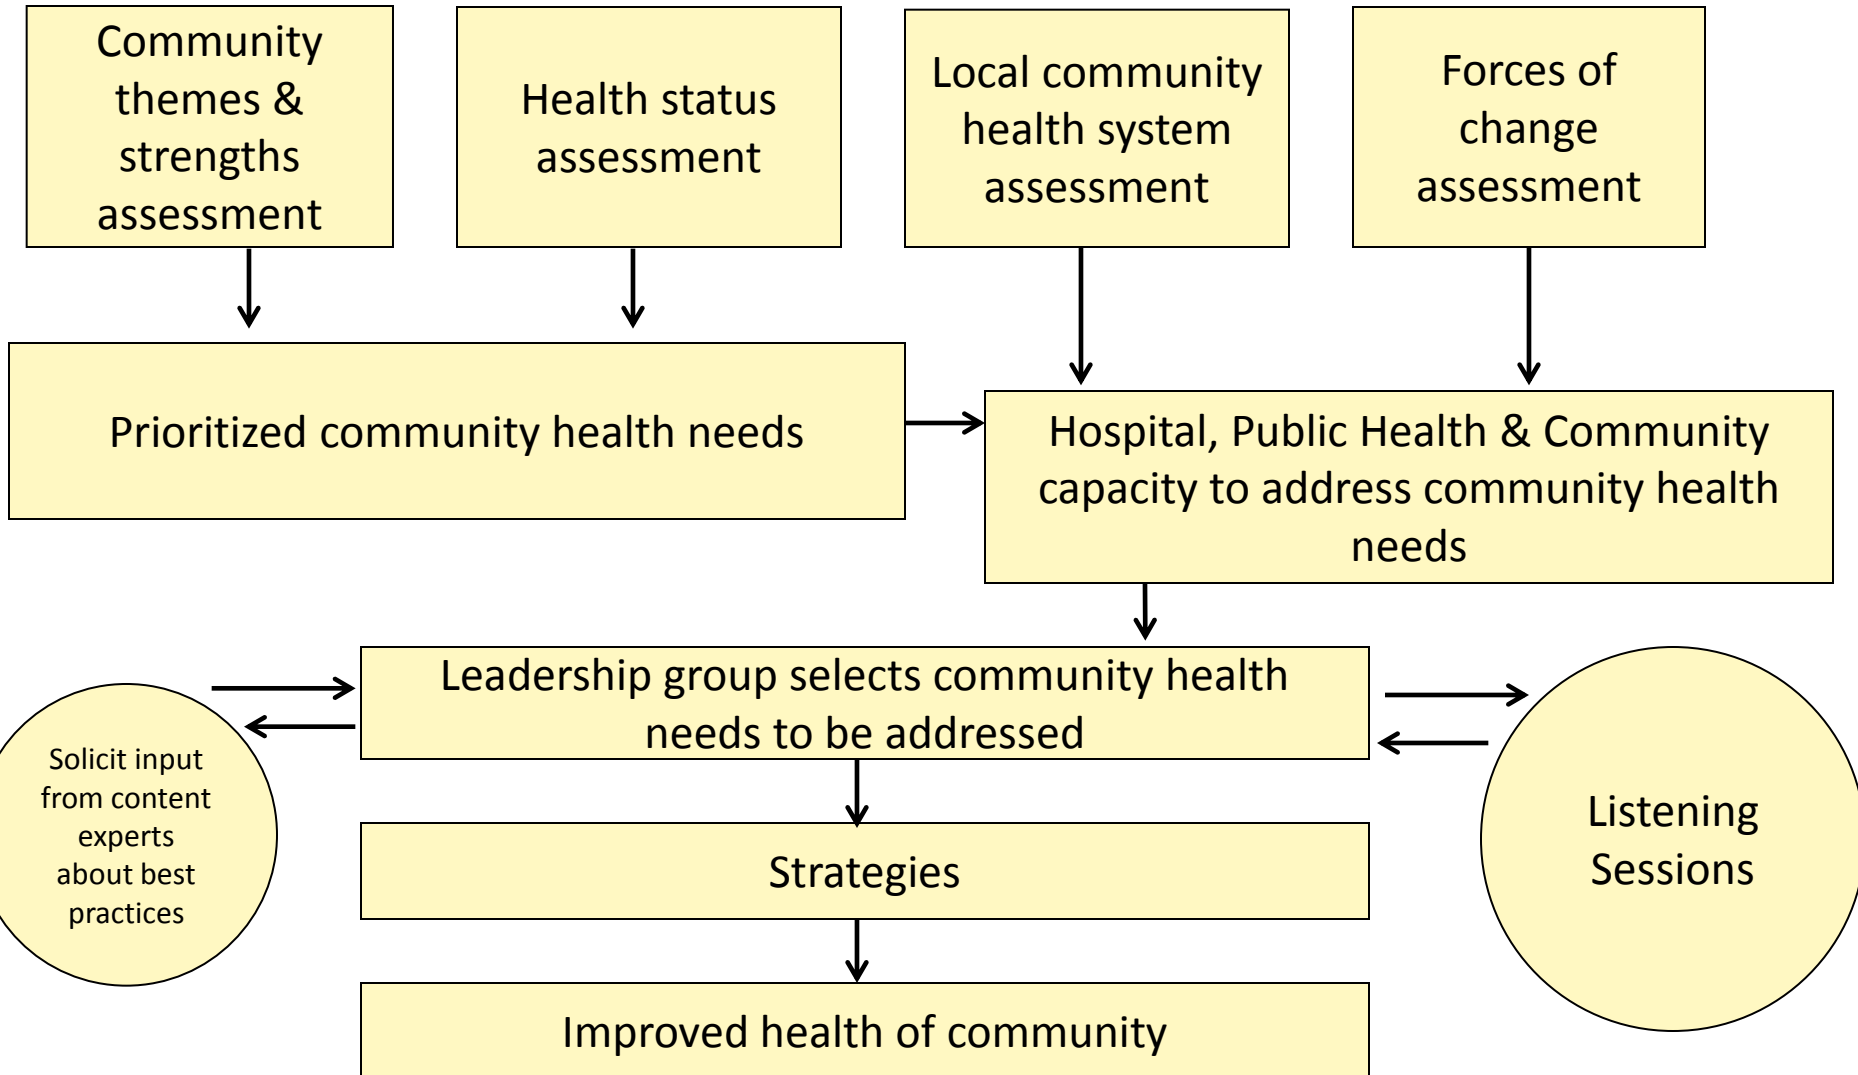 Community
themes &
strengths
assessment
Health status
assessment
Local community
health system
assessment
Forces of
change
assessment
Prioritized community health needs
Hospital, Public Health & Community
capacity to address community health
needs
Leadership group selects community health
needs to be addressed
Solicit input
from content
experts
about best
practices
Listening
Sessions
Strategies
Improved health of community